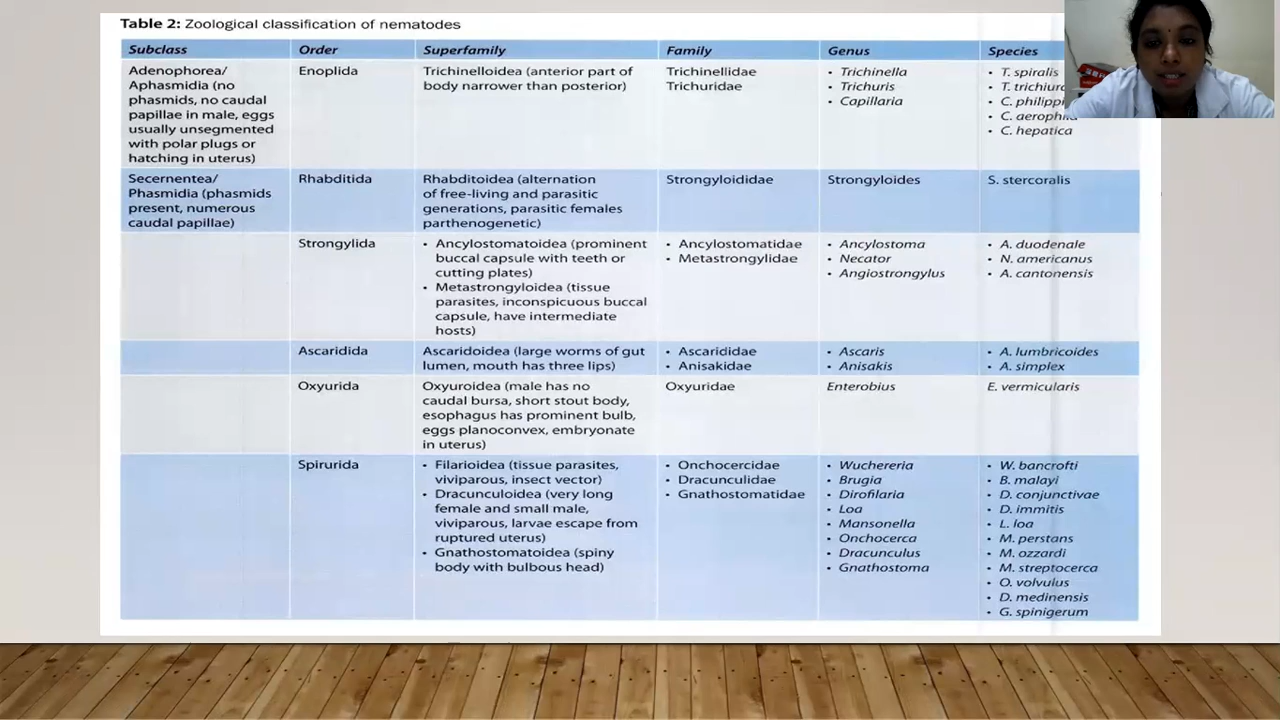 Table 2: Zoological classification of nematodes
Subclass Order Superfamily Family Genus Species
Adenophorea/
Aphasmidia (no
phasmids, no caudal
papillae in male, eggs
usually unsegmented
with polar plugs or
hatching in uterus)
Enoplida
Trichinelloidea (anterior part of
body narrower than posterior)
Trichinellidae
Trichuridae
• Trichinella
• Trichuris
• Capillaria
• T. spiralis
• T. trichiura
• C. philippi
• C. aerophila
• C. hepatica
Secernentea/
Phasmidia (phasmids
present, numerous
caudal papillae)
Rhabditida
Rhabditoidea (alternation
of free-living and parasitic
generations, parasitic females
parthenogenetic)
Strongyloididae
Strongyloides
S. stercoralis
Strongylida
• Ancylostomatoidea (prominent
buccal capsule with teeth or
cutting plates)
• Metastrongyloidea (tissue
parasites, inconspicuous buccal
capsule, have intermediate
hosts)
• Ancylostomatidae
• Metastrongylidae
• Ancylostoma
• Necator
• Angiostrongylus
• A. duodenale
• N. americanus
• A. cantonensis
Ascaridida
Ascaridoidea (large worms of gut
lumen, mouth has three lips)
• Ascarididae
• Anisakidae
• Ascaris
• Anisakis
• A. lumbricoides
• A. simplex
Oxyurida
Oxyuroidea (male has no
caudal bursa, short stout body,
esophagus has prominent bulb,
eggs planoconvex, embryonate
in uterus)
Oxyuridae
Enterobius
E. vermicularis
Spirurida
• Filarioidea (tissue parasites,
viviparous, insect vector)
• Dracunculoidea (very long
female and small male,
viviparous, larvae escape from
ruptured uterus)
• Gnathostomatoidea (spiny
body with bulbous head)
• Onchocercidae
• Dracunculidae
• Gnathostomatidae
• Wuchereria
• Brugia
• Dirofilaria
• Loa
• Mansonella
• Onchocerca
• Dracunculus
• Gnathostoma
• W. bancrofti
• B. malayi
• D. conjunctivae
• D. immitis
• L. loa
• M. perstans
• M. ozzardi
• M. streptocerca
• O. volvulus
• D. medinensis
• G. spinigerum